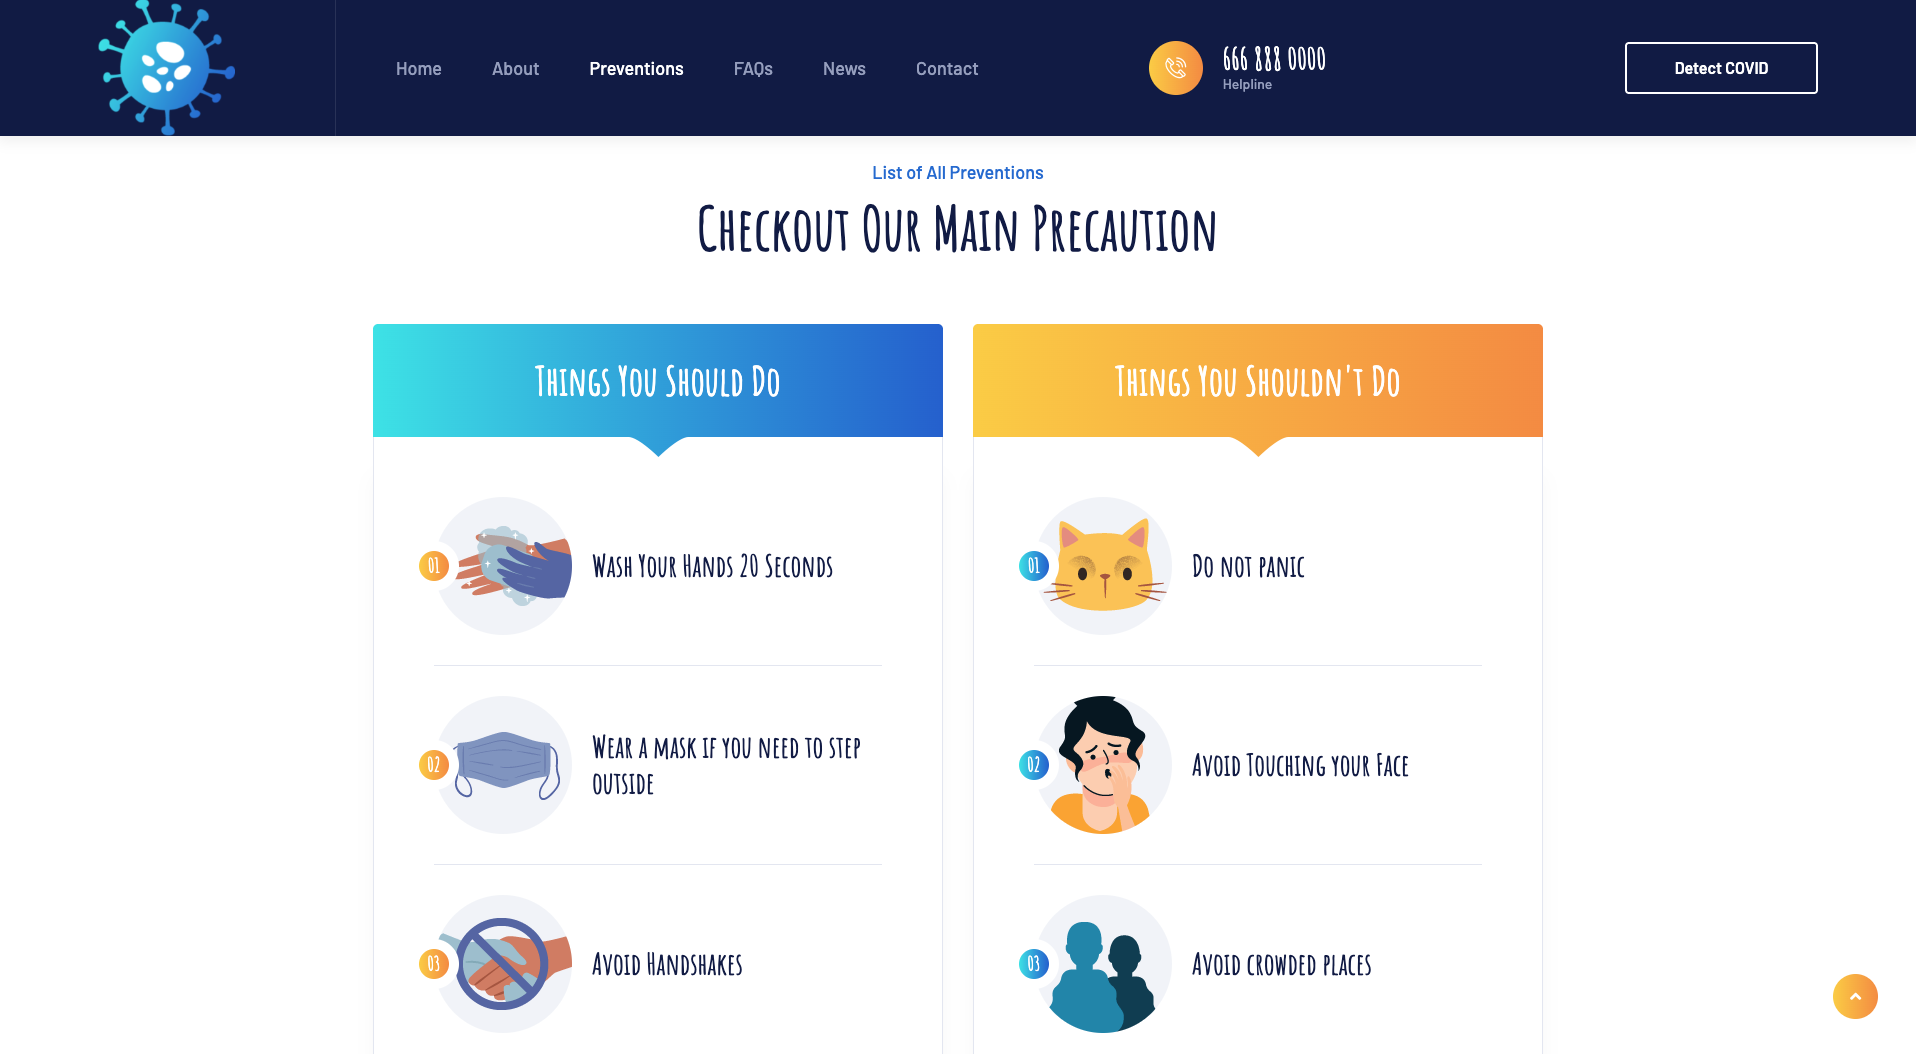 Home
About
Preventions
FAQs
News
Contact
666 888 0000
Helpline
Detect COVID
List of All Preventions
Checkout Our Main Precaution
Things You Should Do
01
Wash Your Hands 20 Seconds
02
Wear a mask if you need to step
outside
03
Avoid Handshakes
Things You Shouldn't Do
01
Do not panic
02
Avoid Touching your Face
03
Avoid crowded places